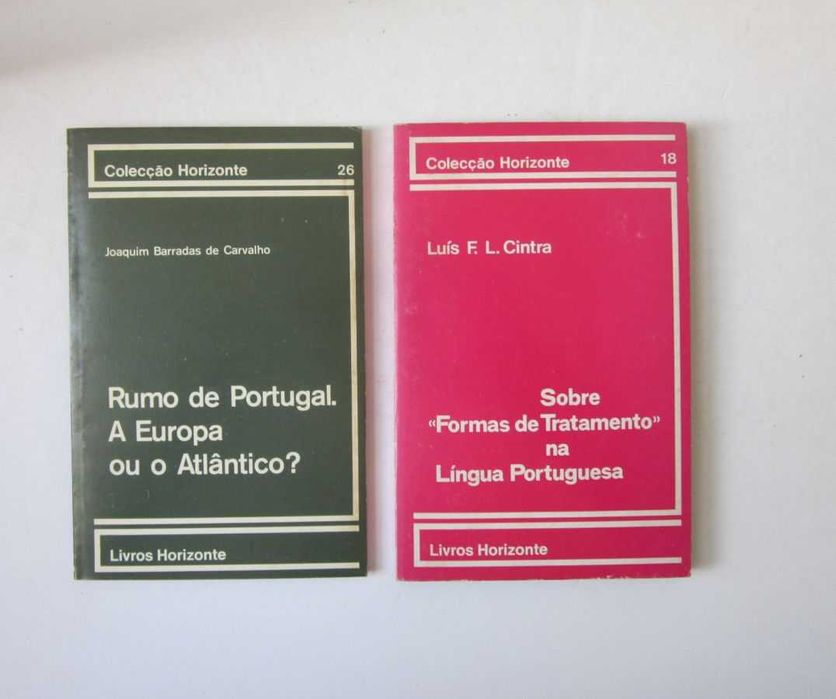 Colecção Horizonte 26
Joaquim Barradas de Carvalho
Rumo de Portugal.
A Europa
ou o Atlântico?
Livros Horizonte
Colecção Horizonte 18
Luís F. L. Cintra
Sobre
«Formas de Tratamento»
na
Língua Portuguesa
Livros Horizonte